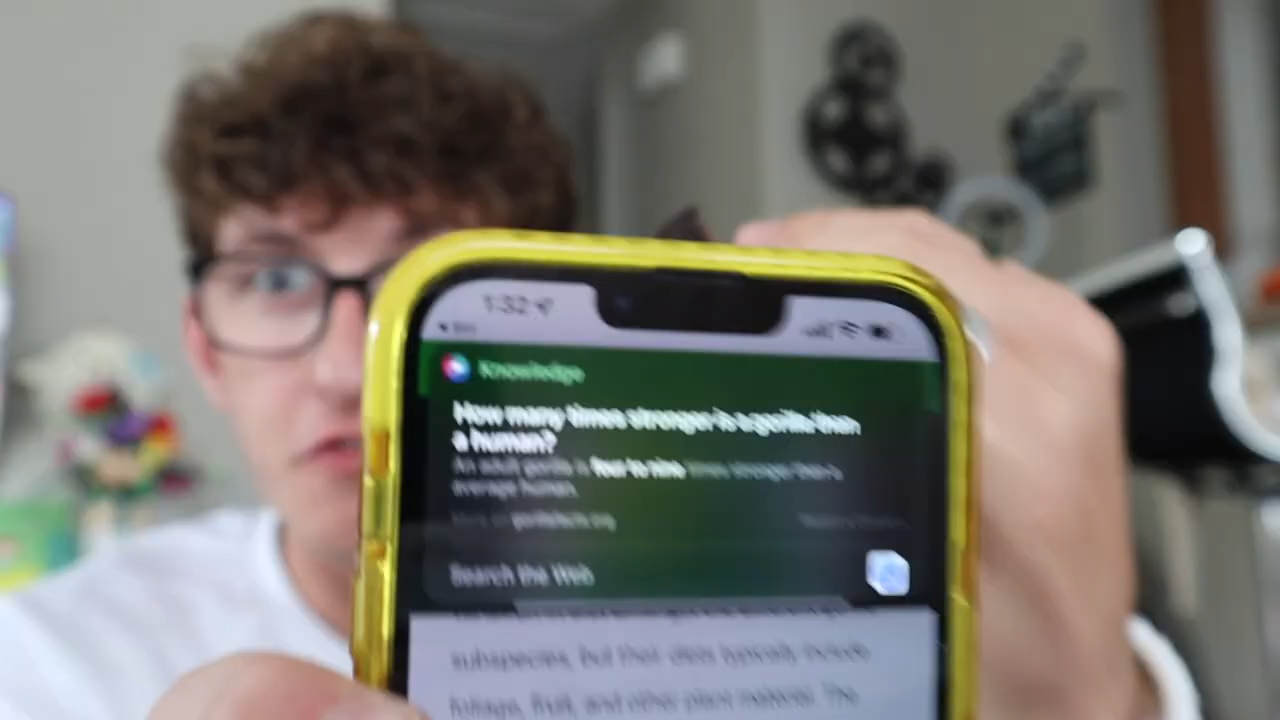 1:32
Knowledge
How many times stronger is a gorilla than
a human?
An adult gorilla is four to nine times stronger than a
average human.
Search the Web
subspecies, but their diets typically include
foliage, fruit, and other plant material. The